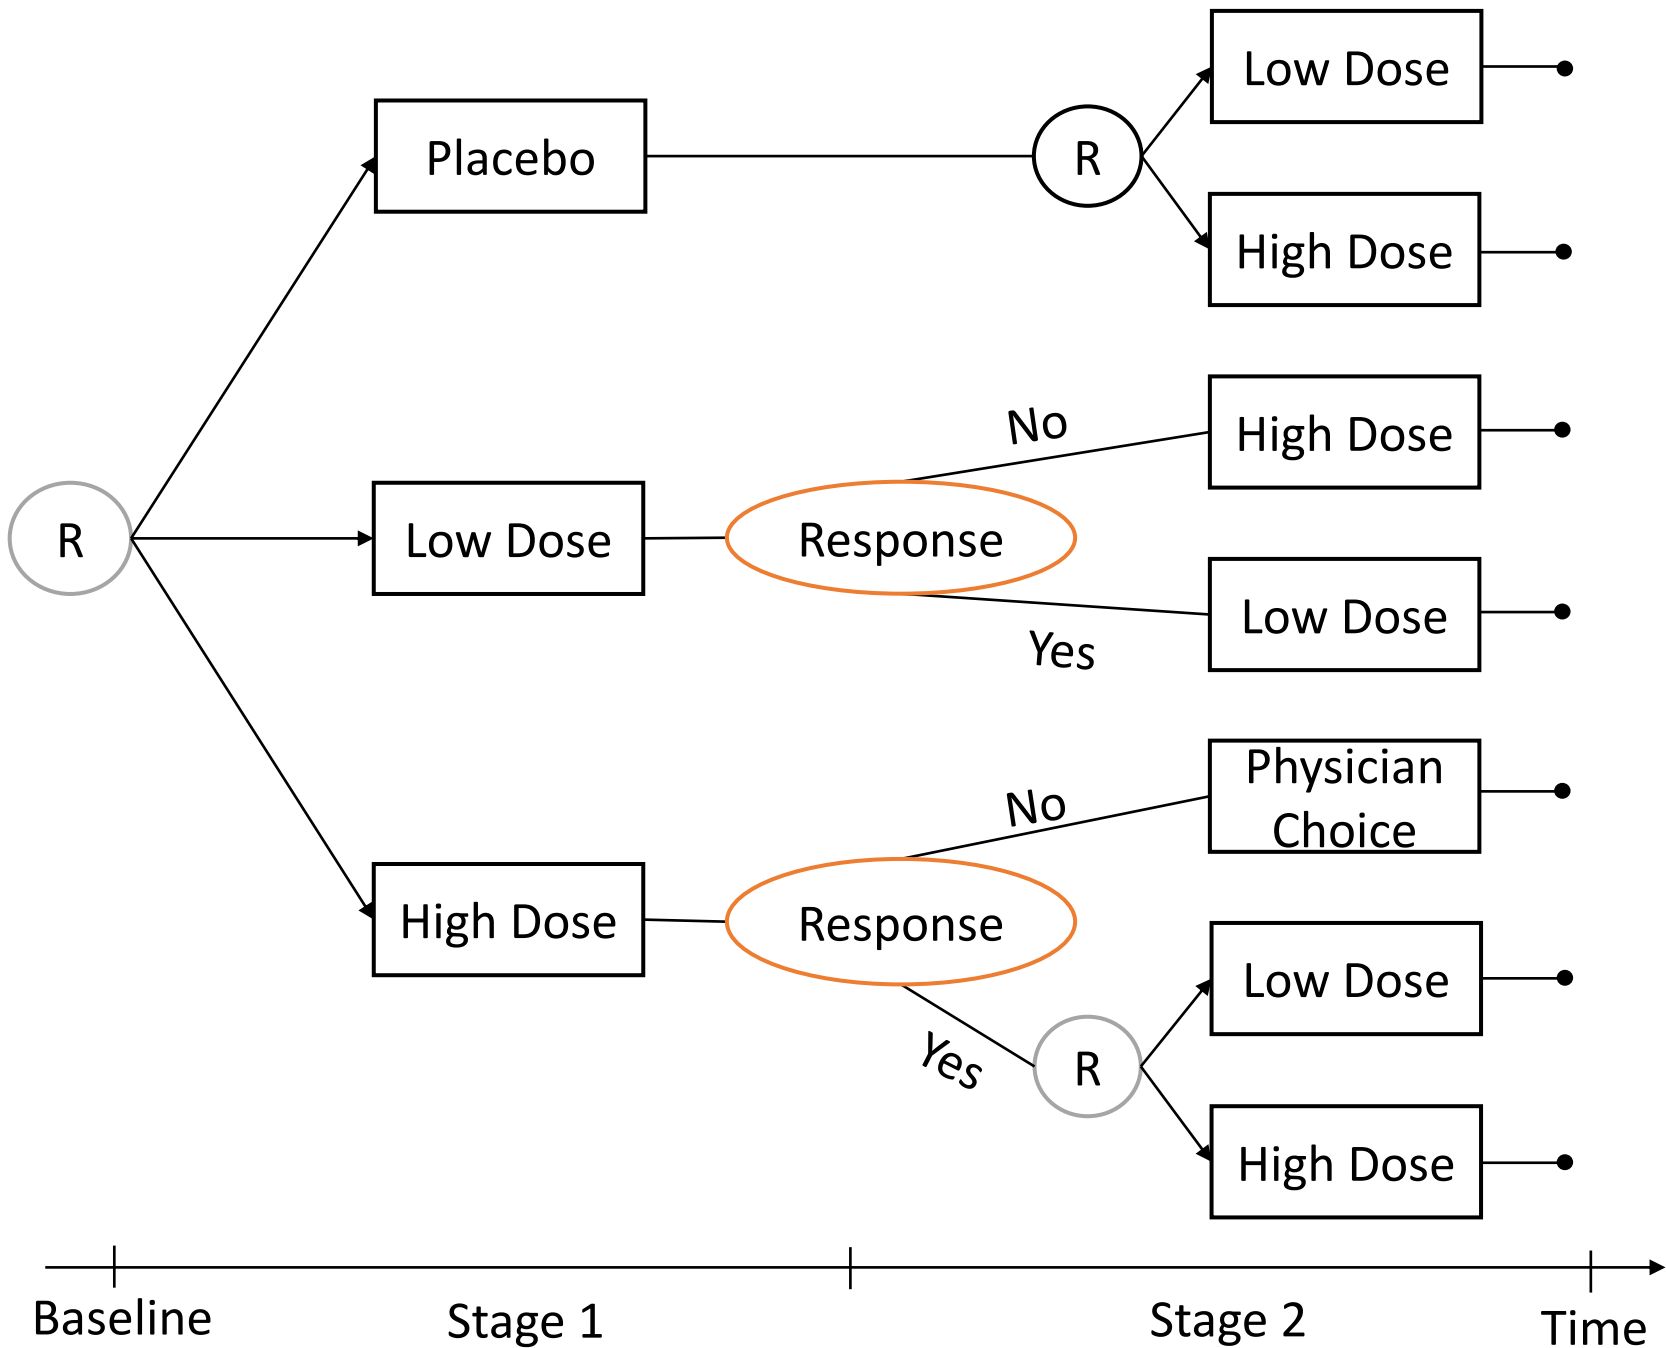 Low Dose
Placebo
R
High Dose
No
High Dose
R
Low Dose
Response
Low Dose
Yes
Physician
Choice
No
High Dose
Response
Low Dose
Yes
R
High Dose
Baseline
Stage 1
Stage 2
Time